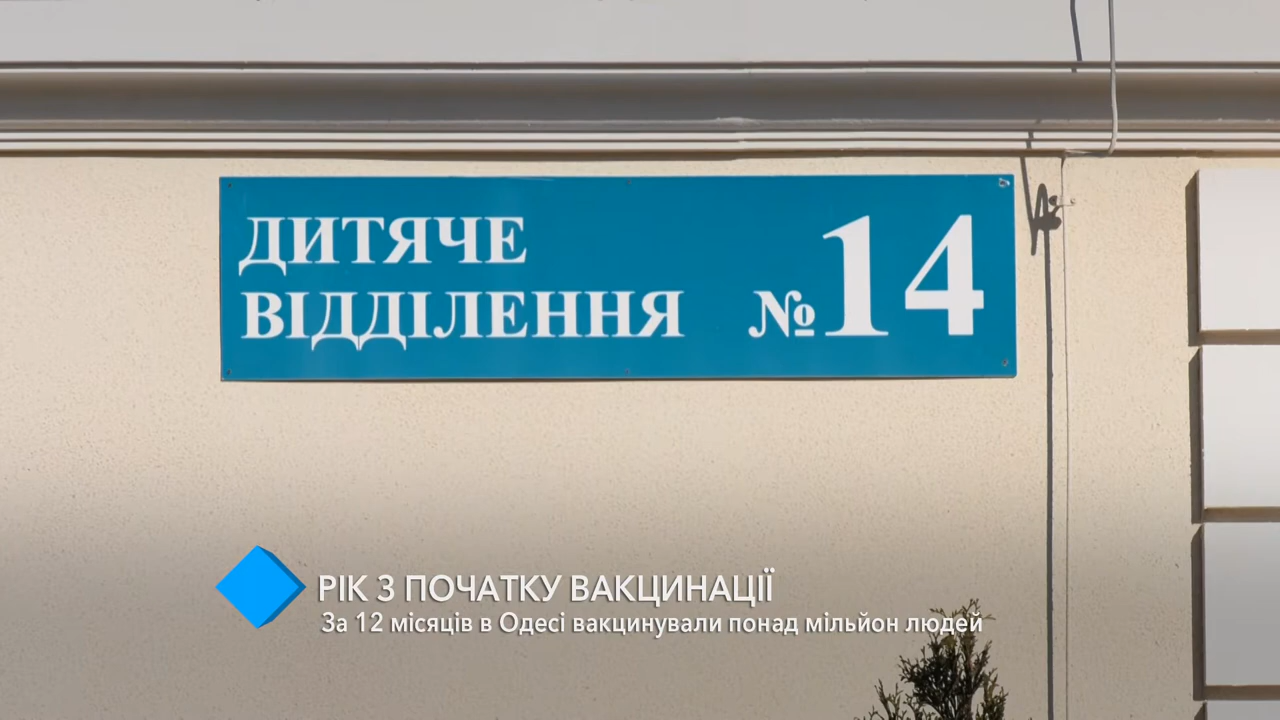 ДИТЯЧЕ
ВІДДІЛЕННЯ №14
РІК З ПОЧАТКУ ВАКЦИНАЦІЇ
За 12 місяців в Одесі вакцинували понад мільйон людей